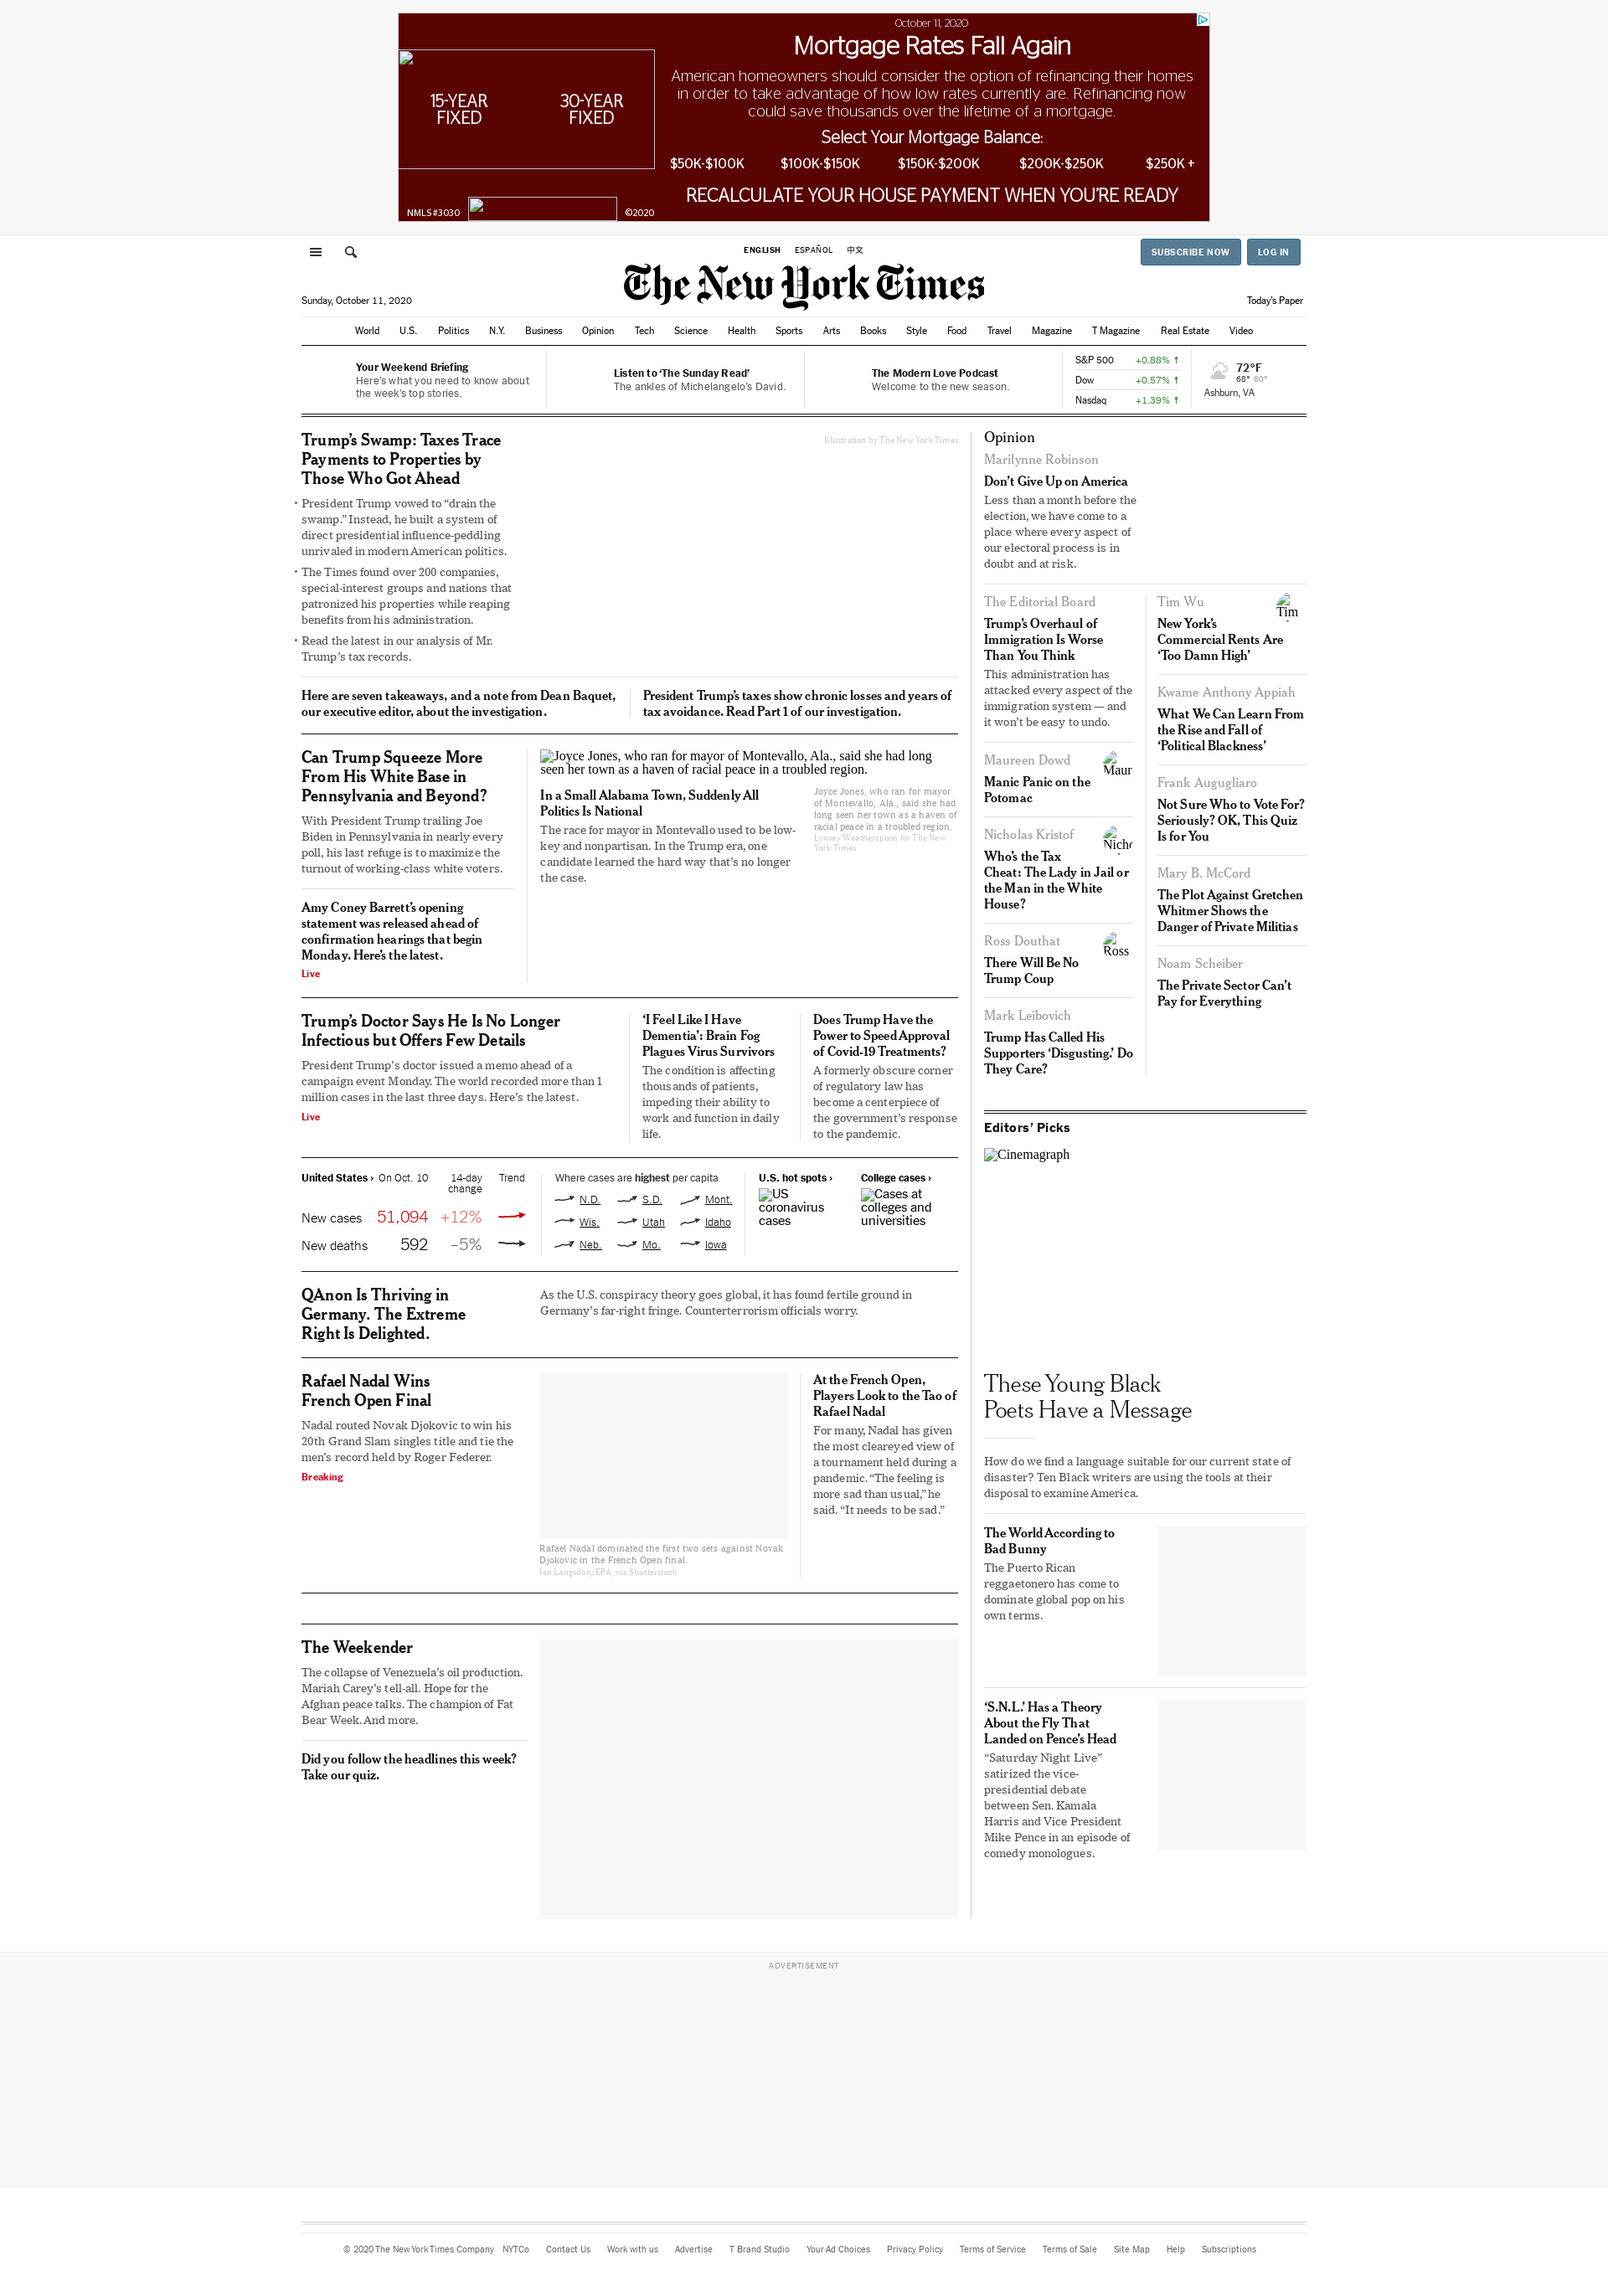 October 11, 2020
Mortgage Rates Fall Again
American homeowners should consider the option of refinancing their homes
in order to take advantage of how low rates currently are. Refinancing now
could save thousands over the lifetime of a mortgage.
15-YEAR FIXED
30-YEAR FIXED
Select Your Mortgage Balance:
$50K-$100K $100K-$150K $150K-$200K $200K-$250K $250K +
RECALCULATE YOUR HOUSE PAYMENT WHEN YOU'RE READY
NMLS#3030 ©2020
ENGLISH ESPAÑOL 中文
SUBSCRIBE NOW LOG IN
The New York Times
Sunday, October 11, 2020
Today's Paper
World U.S. Politics N.Y. Business Opinion Tech Science Health Sports Arts Books Style Food Travel Magazine T Magazine Real Estate Video
Your Weekend Briefing
Here's what you need to know about
the week's top stories.
Listen to 'The Sunday Read'
The ankles of Michelangelo's David.
The Modern Love Podcast
Welcome to the new season.
S&P 500 +0.88% ↑
Dow +0.57% ↑
Nasdaq +1.39% ↑
72°F
68° 60°
Ashburn, VA
Trump's Swamp: Taxes Trace
Payments to Properties by
Those Who Got Ahead
• President Trump vowed to “drain the
swamp.” Instead, he built a system of
direct presidential influence-peddling
unrivaled in modern American politics.
• The Times found over 200 companies,
special-interest groups and nations that
patronized his properties while reaping
benefits from his administration.
• Read the latest in our analysis of Mr.
Trump's tax records.
Illustration by The New York Times
Here are seven takeaways, and a note from Dean Baquet,
our executive editor, about the investigation.
President Trump's taxes show chronic losses and years of
tax avoidance. Read Part 1 of our investigation.
Can Trump Squeeze More
From His White Base in
Pennsylvania and Beyond?
With President Trump trailing Joe
Biden in Pennsylvania in nearly every
poll, his last refuge is to maximize the
turnout of working-class white voters.
Amy Coney Barrett's opening
statement was released ahead of
confirmation hearings that begin
Monday. Here's the latest.
Live
Joyce Jones, who ran for mayor of Montevallo, Ala., said she had long
seen her town as a haven of racial peace in a troubled region.
In a Small Alabama Town, Suddenly All
Politics Is National
The race for mayor in Montevallo used to be low-
key and nonpartisan. In the Trump era, one
candidate learned the hard way that's no longer
the case.
Joyce Jones, who ran for mayor
of Montevallo, Ala., said she had
long seen her town as a haven of
racial peace in a troubled region.
Lynsey Weatherspoon for The New
York Times
Trump's Doctor Says He Is No Longer
Infectious but Offers Few Details
President Trump's doctor issued a memo ahead of a
campaign event Monday. The world recorded more than 1
million cases in the last three days. Here's the latest.
Live
‘I Feel Like I Have
Dementia’: Brain Fog
Plagues Virus Survivors
The condition is affecting
thousands of patients,
impeding their ability to
work and function in daily
life.
Does Trump Have the
Power to Speed Approval
of Covid-19 Treatments?
A formerly obscure corner
of regulatory law has
become a centerpiece of
the government's response
to the pandemic.
United States › On Oct. 10 14-day
change Trend
New cases 51,094 +12%
New deaths 592 –5%
Where cases are highest per capita
N.D. S.D. Mont.
Wis. Utah Idaho
Neb. Mo. Iowa
U.S. hot spots ›
US
coronavirus
cases
College cases ›
Cases at
colleges and
universities
QAnon Is Thriving in
Germany. The Extreme
Right Is Delighted.
As the U.S. conspiracy theory goes global, it has found fertile ground in
Germany's far-right fringe. Counterterrorism officials worry.
Rafael Nadal Wins
French Open Final
Nadal routed Novak Djokovic to win his
20th Grand Slam singles title and tie the
men's record held by Roger Federer.
Breaking
Rafael Nadal dominated the first two sets against Novak
Djokovic in the French Open final.
Ian Langsdon/EPA, via Shutterstock
At the French Open,
Players Look to the Tao of
Rafael Nadal
For many, Nadal has given
the most cleareyed view of
a tournament held during a
pandemic. “The feeling is
more sad than usual,” he
said. “It needs to be sad.”
The Weekender
The collapse of Venezuela's oil production.
Mariah Carey's tell-all. Hope for the
Afghan peace talks. The champion of Fat
Bear Week. And more.
Did you follow the headlines this week?
Take our quiz.
Opinion
Marilynne Robinson
Don't Give Up on America
Less than a month before the
election, we have come to a
place where every aspect of
our electoral process is in
doubt and at risk.
The Editorial Board
Trump's Overhaul of
Immigration Is Worse
Than You Think
This administration has
attacked every aspect of the
immigration system — and
it won't be easy to undo.
Maureen Dowd
Maur
Manic Panic on the
Potomac
Nicholas Kristof
Nicho
Who's the Tax
Cheat: The Lady in Jail or
the Man in the White
House?
Ross Douthat
Ross
There Will Be No
Trump Coup
Mark Leibovich
Trump Has Called His
Supporters ‘Disgusting.’ Do
They Care?
Tim Wu
Tim
New York's
Commercial Rents Are
‘Too Damn High’
Kwame Anthony Appiah
What We Can Learn From
the Rise and Fall of
‘Political Blackness’
Frank Augugliaro
Not Sure Who to Vote For?
Seriously? OK, This Quiz
Is for You
Mary B. McCord
The Plot Against Gretchen
Whitmer Shows the
Danger of Private Militias
Noam Scheiber
The Private Sector Can't
Pay for Everything
Editors' Picks
Cinemagraph
These Young Black
Poets Have a Message
How do we find a language suitable for our current state of
disaster? Ten Black writers are using the tools at their
disposal to examine America.
The World According to
Bad Bunny
The Puerto Rican
reggaetonero has come to
dominate global pop on his
own terms.
‘S.N.L.’ Has a Theory
About the Fly That
Landed on Pence's Head
“Saturday Night Live”
satirized the vice-
presidential debate
between Sen. Kamala
Harris and Vice President
Mike Pence in an episode of
comedy monologues.
ADVERTISEMENT
© 2020 The New York Times Company NYTCo Contact Us Work with us Advertise T Brand Studio Your Ad Choices Privacy Policy Terms of Service Terms of Sale Site Map Help Subscriptions